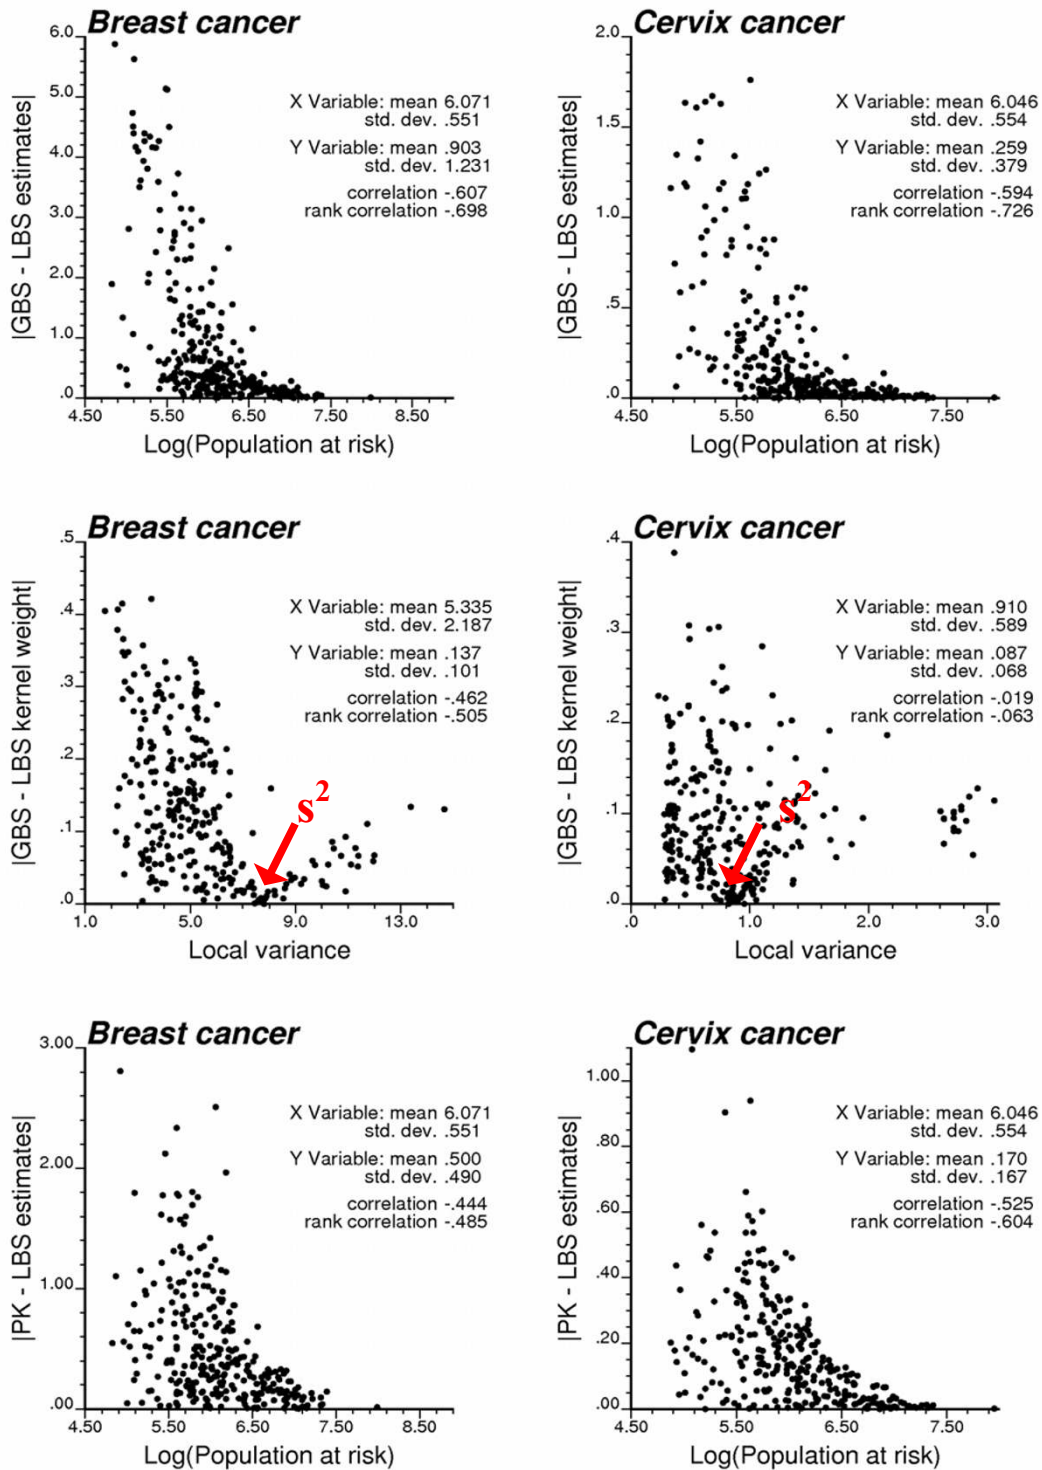 Breast cancer
6.0
5.0
4.0
3.0
2.0
1.0
.0
|GBS - LBS estimates|
X Variable: mean 6.071
std. dev. .551
Y Variable: mean .903
std. dev. 1.231
correlation -.607
rank correlation -.698
4.50 5.50 6.50 7.50 8.50
Log(Population at risk)
Cervix cancer
2.0
1.5
1.0
.5
.0
|GBS - LBS estimates|
X Variable: mean 6.046
std. dev. .554
Y Variable: mean .259
std. dev. .379
correlation -.594
rank correlation -.726
4.50 5.50 6.50 7.50
Log(Population at risk)
Breast cancer
.5
.4
.3
.2
.1
.0
|GBS - LBS kernel weight|
X Variable: mean 5.335
std. dev. 2.187
Y Variable: mean .137
std. dev. .101
correlation -.462
rank correlation -.505
s²
1.0 5.0 9.0 13.0
Local variance
Cervix cancer
.4
.3
.2
.1
.0
|GBS - LBS kernel weight|
X Variable: mean .910
std. dev. .589
Y Variable: mean .087
std. dev. .068
correlation -.019
rank correlation -.063
s²
.0 1.0 2.0 3.0
Local variance
Breast cancer
3.00
2.00
1.00
.00
|PK - LBS estimates|
X Variable: mean 6.071
std. dev. .551
Y Variable: mean .500
std. dev. .490
correlation -.444
rank correlation -.485
4.50 5.50 6.50 7.50 8.50
Log(Population at risk)
Cervix cancer
1.00
.80
.60
.40
.20
.00
|PK - LBS estimates|
X Variable: mean 6.046
std. dev. .554
Y Variable: mean .170
std. dev. .167
correlation -.525
rank correlation -.604
4.50 5.50 6.50 7.50
Log(Population at risk)